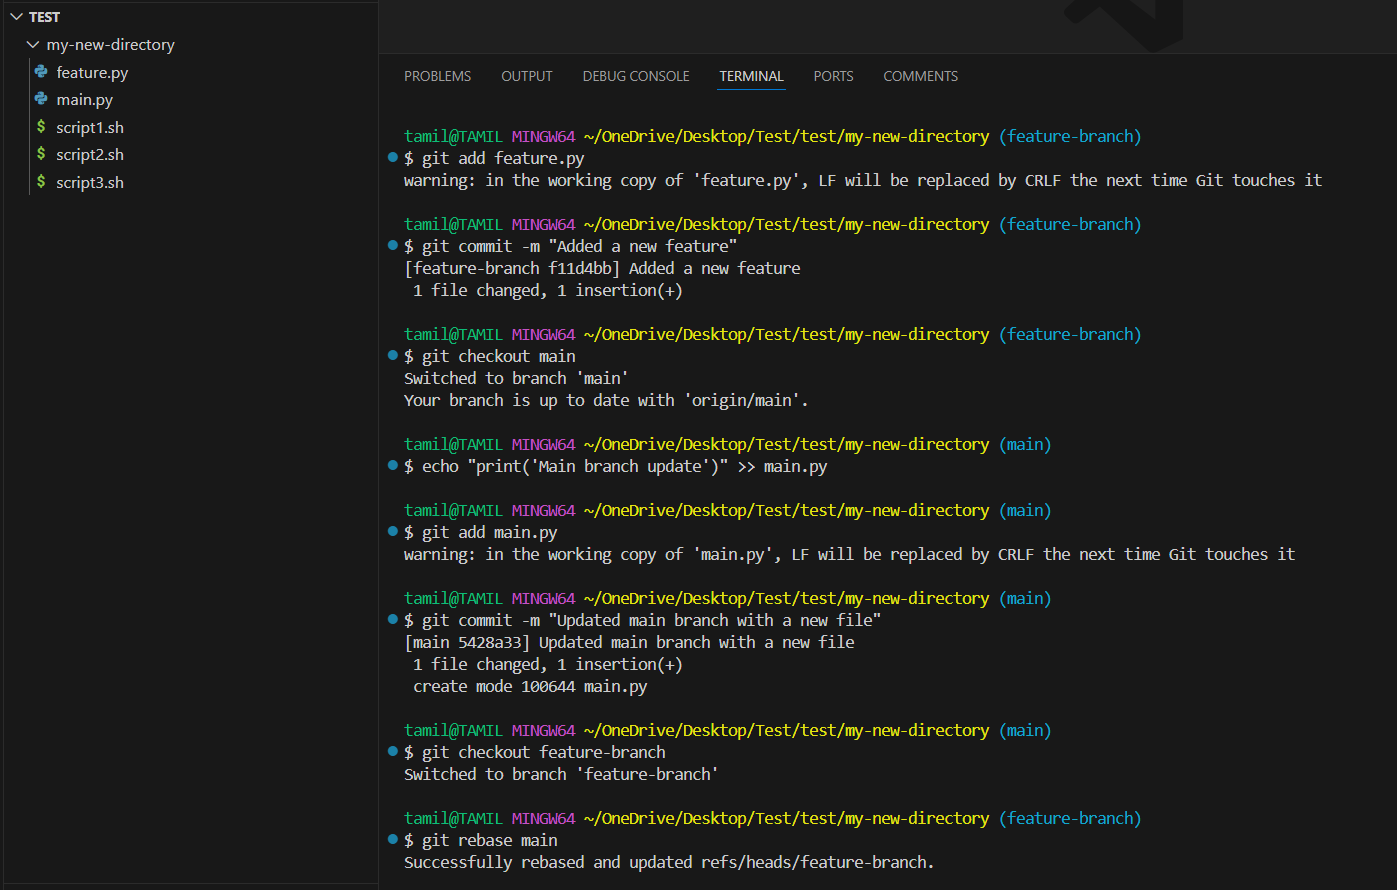 TEST
my-new-directory
feature.py
main.py
$ script1.sh
$ script2.sh
$ script3.sh
PROBLEMS OUTPUT DEBUG CONSOLE TERMINAL PORTS COMMENTS
tamil@TAMIL MINGW64 ~/OneDrive/Desktop/Test/test/my-new-directory (feature-branch)
$ git add feature.py
warning: in the working copy of 'feature.py', LF will be replaced by CRLF the next time Git touches it
tamil@TAMIL MINGW64 ~/OneDrive/Desktop/Test/test/my-new-directory (feature-branch)
$ git commit -m "Added a new feature"
[feature-branch f11d4bb] Added a new feature
1 file changed, 1 insertion(+)
tamil@TAMIL MINGW64 ~/OneDrive/Desktop/Test/test/my-new-directory (feature-branch)
$ git checkout main
Switched to branch 'main'
Your branch is up to date with 'origin/main'.
tamil@TAMIL MINGW64 ~/OneDrive/Desktop/Test/test/my-new-directory (main)
$ echo "print('Main branch update')" >> main.py
tamil@TAMIL MINGW64 ~/OneDrive/Desktop/Test/test/my-new-directory (main)
$ git add main.py
warning: in the working copy of 'main.py', LF will be replaced by CRLF the next time Git touches it
tamil@TAMIL MINGW64 ~/OneDrive/Desktop/Test/test/my-new-directory (main)
$ git commit -m "Updated main branch with a new file"
[main 5428a33] Updated main branch with a new file
1 file changed, 1 insertion(+)
create mode 100644 main.py
tamil@TAMIL MINGW64 ~/OneDrive/Desktop/Test/test/my-new-directory (main)
$ git checkout feature-branch
Switched to branch 'feature-branch'
tamil@TAMIL MINGW64 ~/OneDrive/Desktop/Test/test/my-new-directory (feature-branch)
$ git rebase main
Successfully rebased and updated refs/heads/feature-branch.